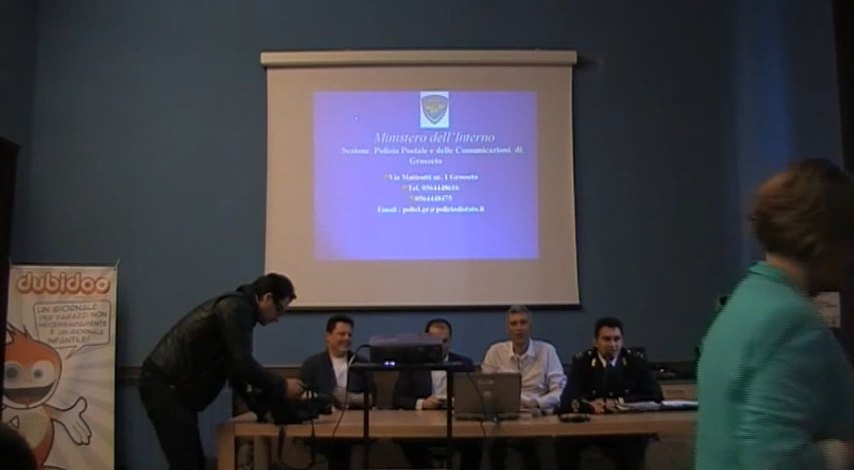 Ministero dell'Interno
Sezione Polizia Postale e delle Comunicazioni di
Grosseto
Via Matteotti nr. 1 Grosseto
Tel. 0564448616
0564448475
Email : poltel.gr@poliziadistato.it
dubidoo
UN GIORNALE
PER RAGAZZI NON
NECESSARIAMENTE
È UN GIORNALE
INFANTILE!